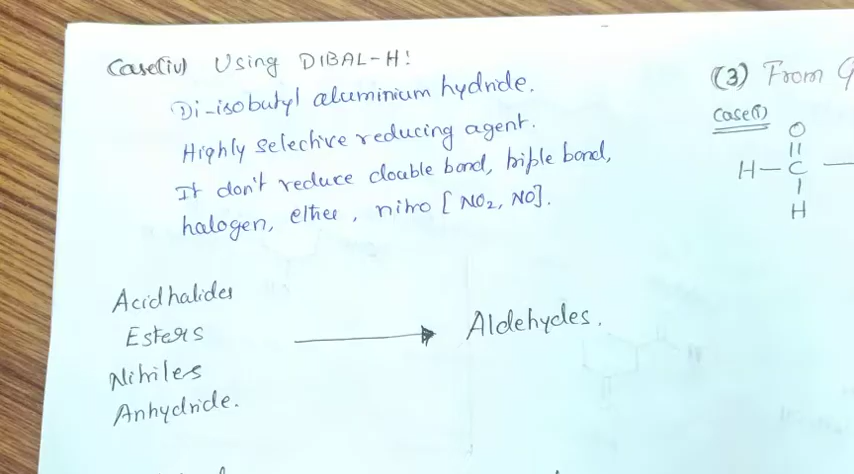 Case(iv) Using DIBAL-H!
Di-isobutyl aluminium hydride.
Highly selective reducing agent.
It don't reduce double bond, triple bond,
halogen, ether, nitro [NO₂, NO].
Acid halides
Esters
Nitriles
Anhydride.
⟶ Aldehydes.
(3) From
Case(i)
O
||
H—C—
|
H